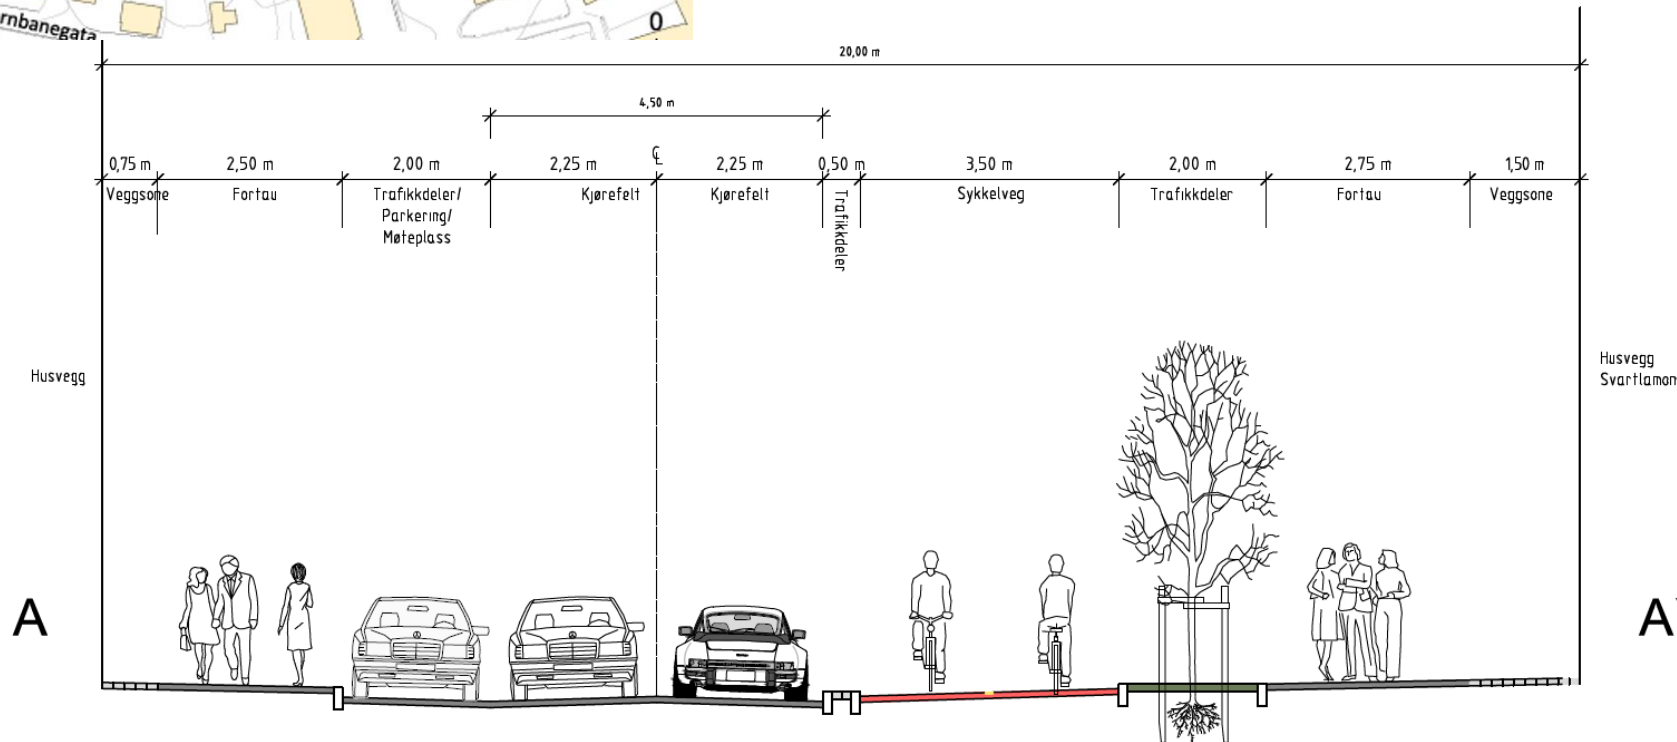 rnbanegata
0
20,00 m
4,50 m
0,75 m
2,50 m
2,00 m
2,25 m
2,25 m
0,50 m
3,50 m
2,00 m
2,75 m
1,50 m
Veggsone
Fortau
Trafikkdeler/
Parkering/
Møteplass
Kjørefelt
Kjørefelt
Trafikkdeler
Sykkelveg
Trafikkdeler
Fortau
Veggsone
Husvegg
Husvegg
Svartlamon
A
A'